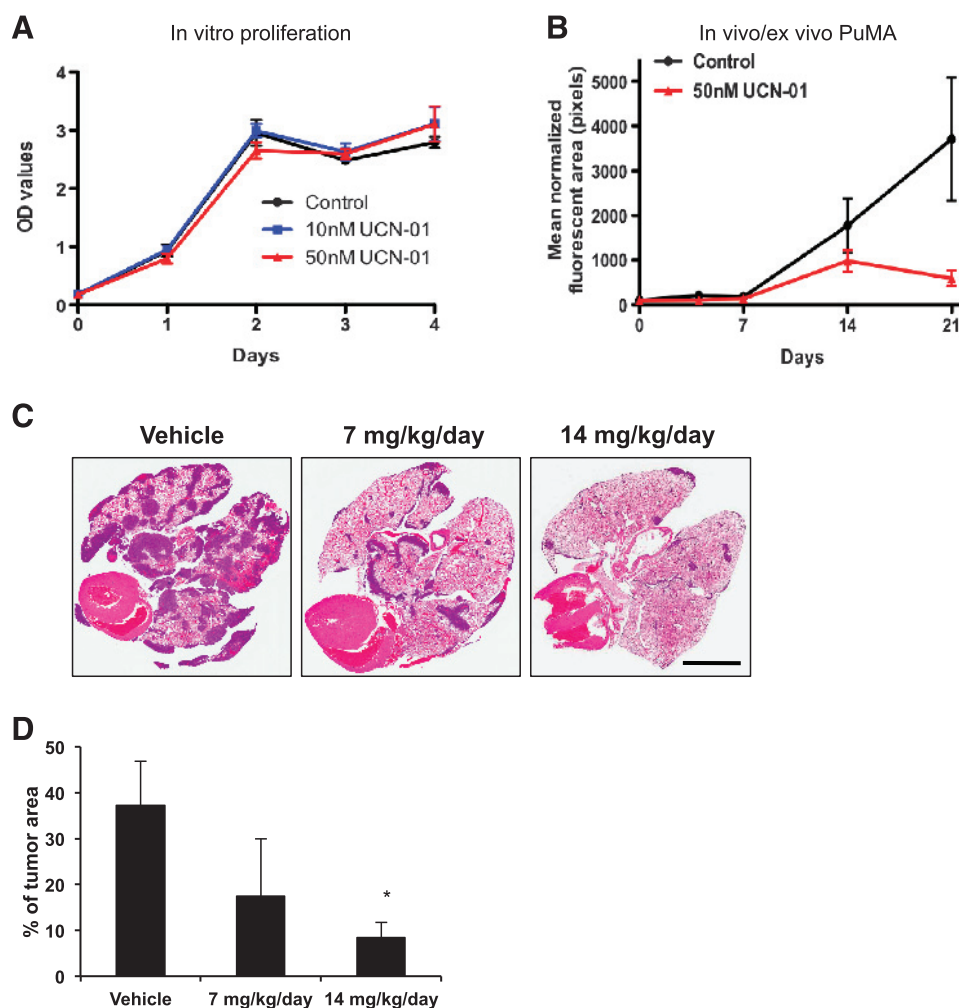 A
In vitro proliferation
OD values
4
3
2
1
0
Control
10nM UCN-01
50nM UCN-01
0 1 2 3 4
Days
B
In vivo/ex vivo PuMA
Control
50nM UCN-01
Mean normalized
fluorescent area (pixels)
5000
4000
3000
2000
1000
0
0 7 14 21
Days
C
Vehicle 7 mg/kg/day 14 mg/kg/day
D
% of tumor area
50
40
30
20
10
0
*
Vehicle 7 mg/kg/day 14 mg/kg/day